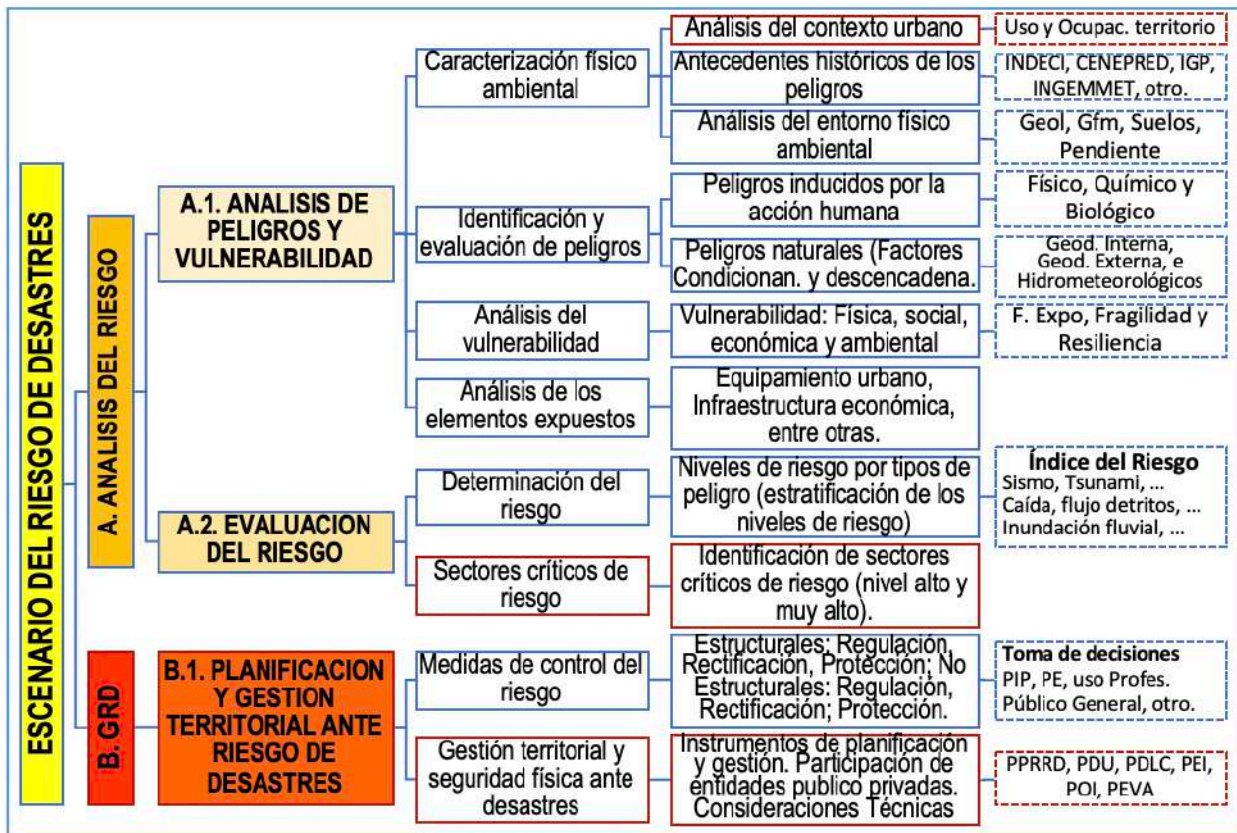 ESCENARIO DEL RIESGO DE DESASTRES
A. ANALISIS DEL RIESGO
A.1. ANALISIS DE
PELIGROS Y
VULNERABILIDAD
Caracterización físico
ambiental
Análisis del contexto urbano
Uso y Ocupac. territorio
Antecedentes históricos de los
peligros
INDECI, CENEPRED, IGP,
INGEMMET, otro.
Análisis del entorno físico
ambiental
Geol, Gfm, Suelos,
Pendiente
Identificación y
evaluación de peligros
Peligros inducidos por la
acción humana
Físico, Químico y
Biológico
Peligros naturales (Factores
Condicionan. y descencadena.
Geod. Interna,
Geod. Externa, e
Hidrometeorológicos
Análisis del
vulnerabilidad
Vulnerabilidad: Física, social,
económica y ambiental
F. Expo, Fragilidad y
Resiliencia
Análisis de los
elementos expuestos
Equipamiento urbano,
Infraestructura económica,
entre otras.
A.2. EVALUACION
DEL RIESGO
Determinación del
riesgo
Niveles de riesgo por tipos de
peligro (estratificación de los
niveles de riesgo)
Índice del Riesgo
Sismo, Tsunami, ...
Caída, flujo detritos, ...
Inundación fluvial, ...
Sectores críticos de
riesgo
Identificación de sectores
críticos de riesgo (nivel alto y
muy alto).
B. GRD
B.1. PLANIFICACION
Y GESTION
TERRITORIAL ANTE
RIESGO DE
DESASTRES
Medidas de control del
riesgo
Estructurales: Regulación,
Rectificación, Protección; No
Estructurales: Regulación,
Rectificación; Protección.
Toma de decisiones
PIP, PE, uso Profes.
Público General, otro.
Gestión territorial y
seguridad física ante
desastres
Instrumentos de planificación
y gestión. Participación de
entidades publico privadas.
Consideraciones Técnicas
PPRRD, PDU, PDLC, PEI,
POI, PEVA